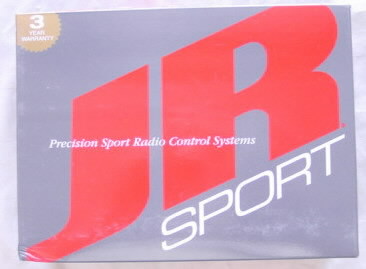 3
YEAR
WARRANTY
JR
Precision Sport Radio Control Systems
SPORT